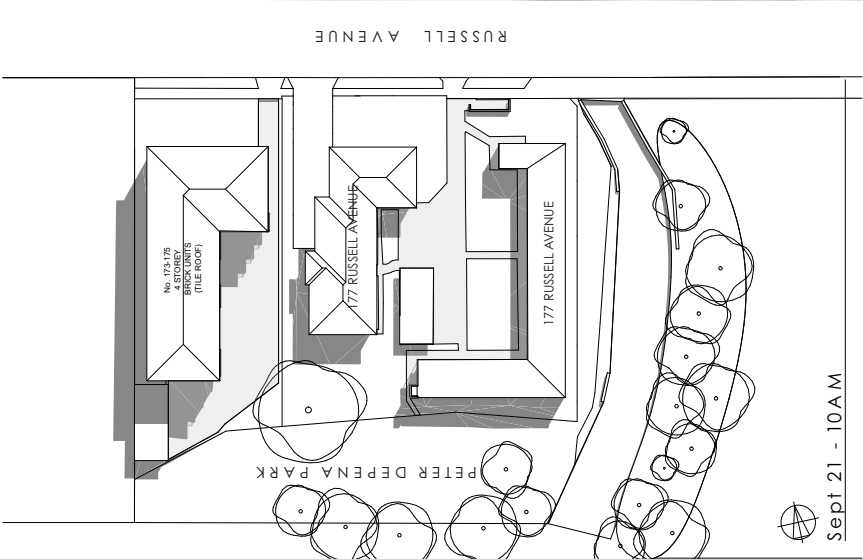 RUSSELL AVENUE
No. 173-175
4 STOREY
BRICK UNITS
(TILE ROOF)
177 RUSSELL AVENUE
177 RUSSELL AVENUE
PETER DEPENA PARK
Sept 21 - 10AM